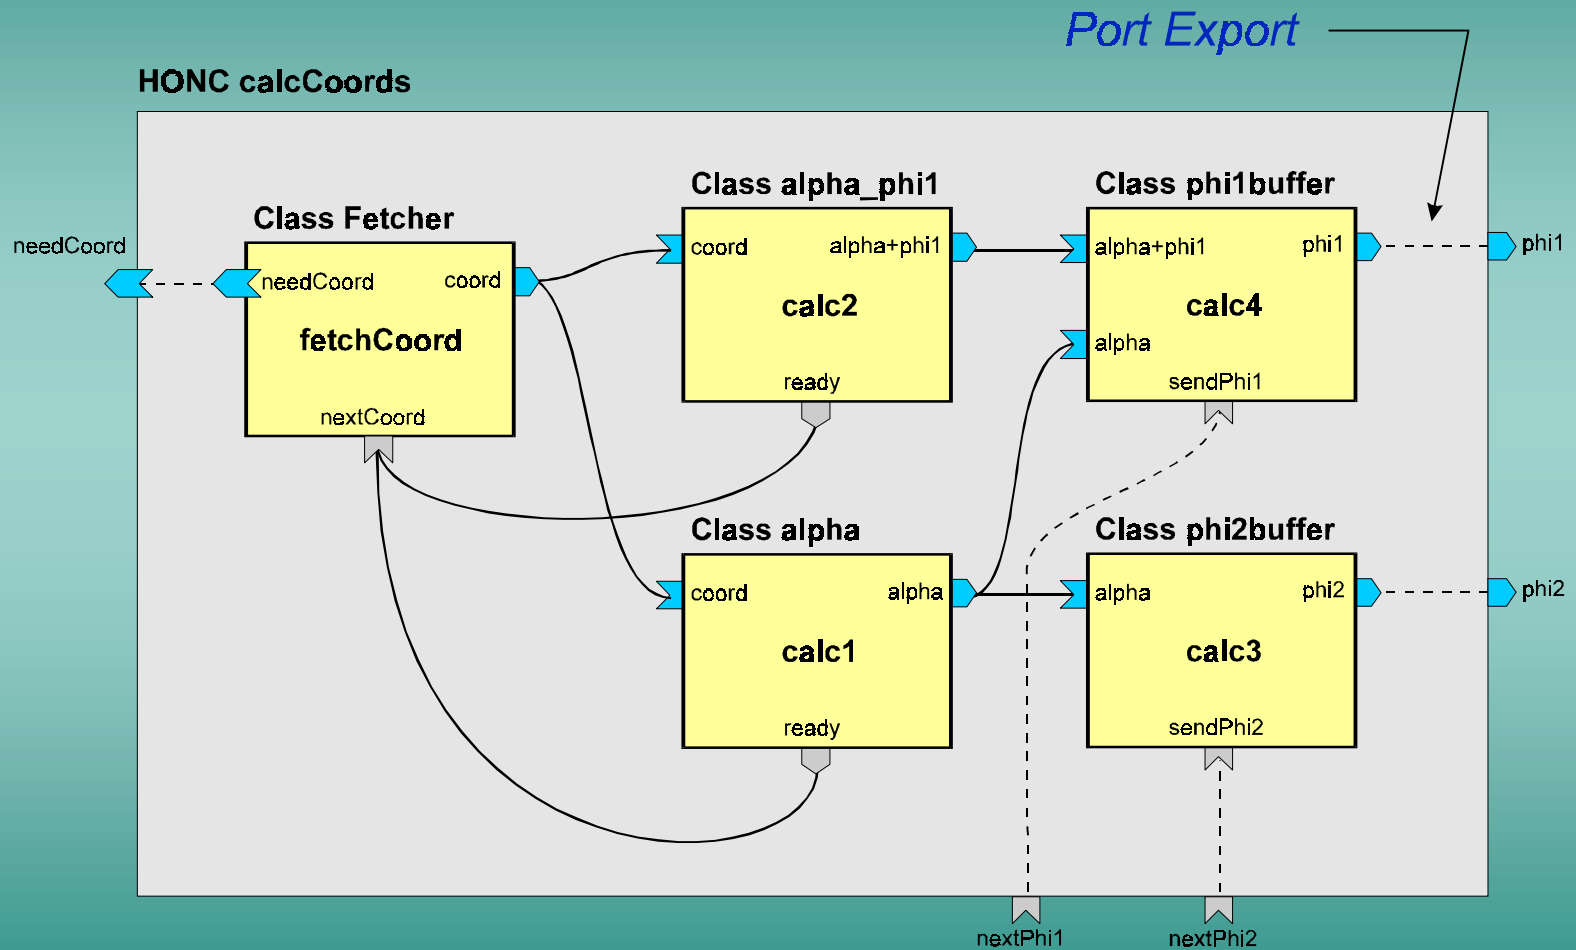 Port Export
HONC calcCoords
Class alpha_phi1
Class phi1buffer
Class Fetcher
needCoord
coord
alpha+phi1
alpha+phi1
phi1
phi1
needCoord
coord
calc2
calc4
fetchCoord
alpha
ready
sendPhi1
nextCoord
Class alpha
Class phi2buffer
coord
alpha
alpha
phi2
phi2
calc1
calc3
ready
sendPhi2
nextPhi1
nextPhi2